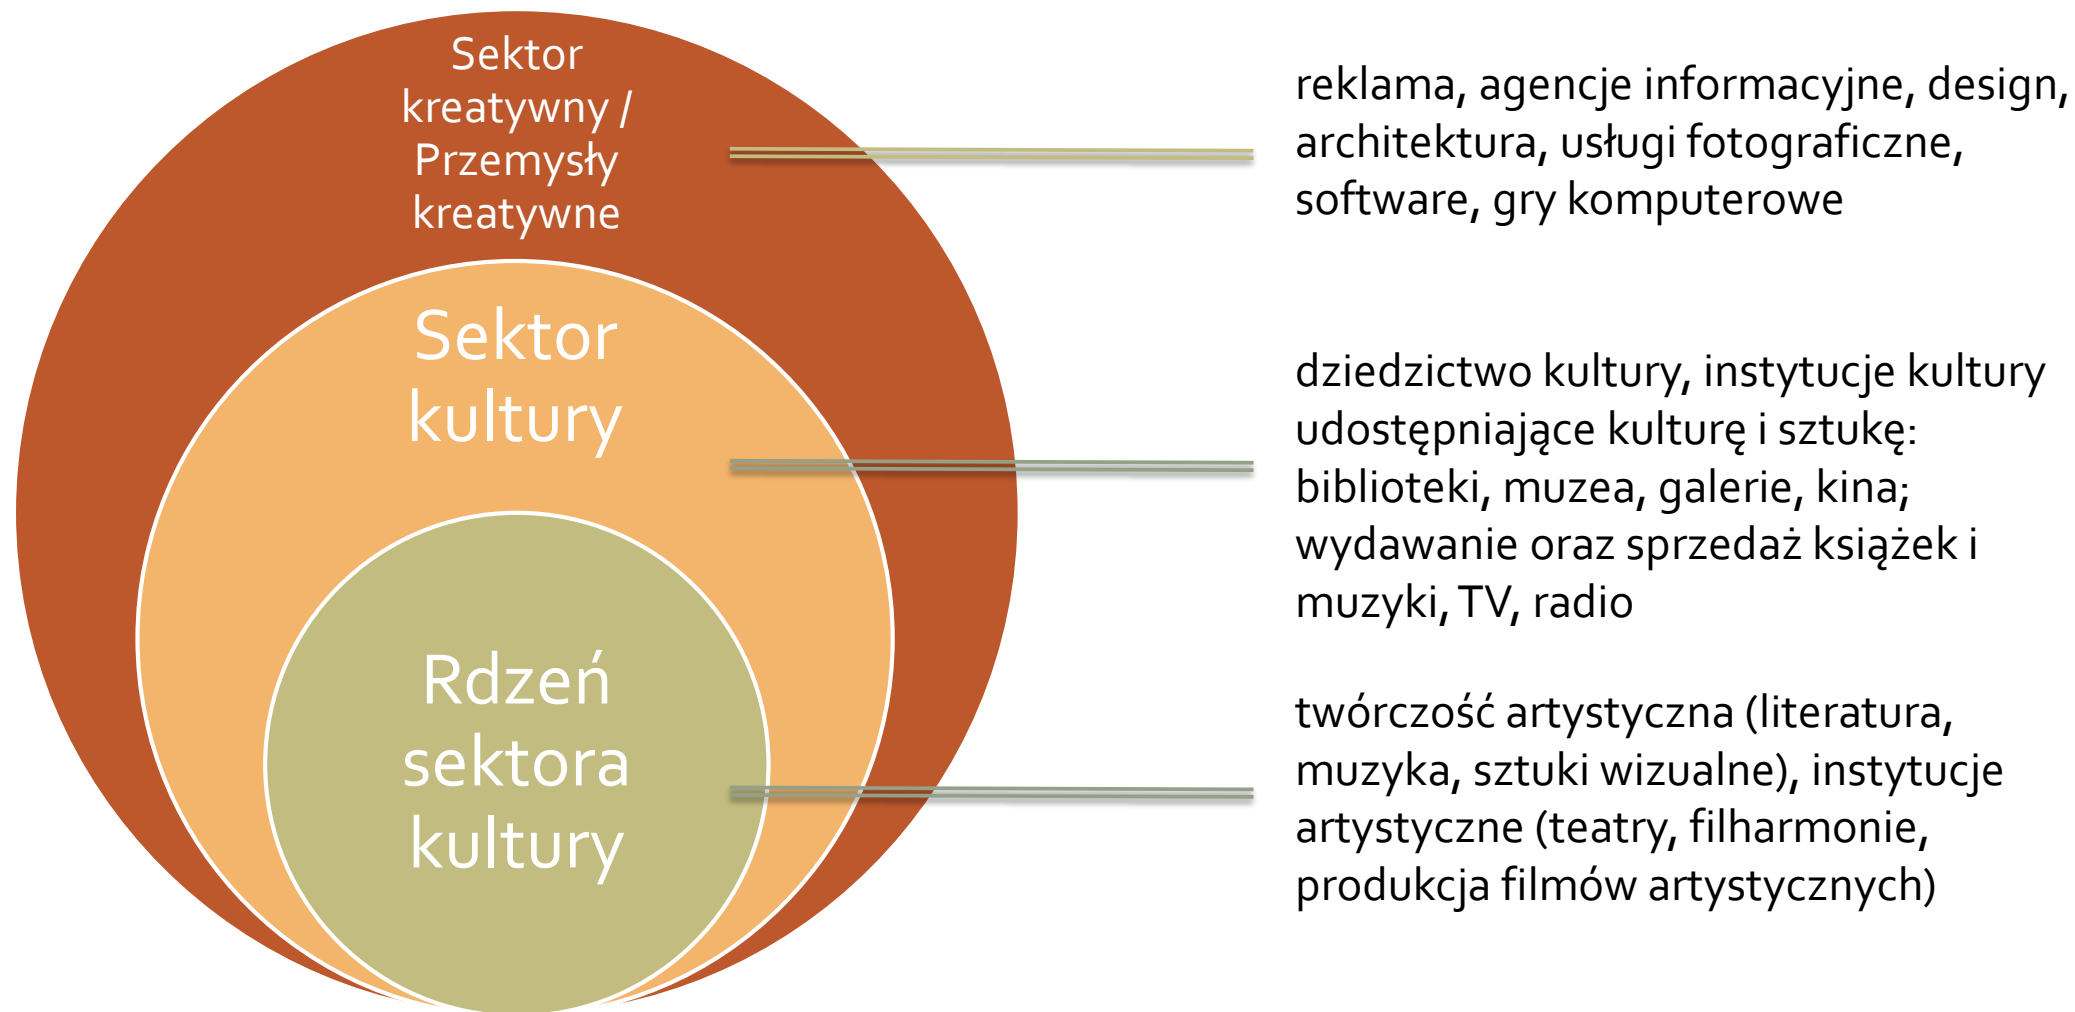 Sektor
kreatywny /
Przemysły
kreatywne
reklama, agencje informacyjne, design,
architektura, usługi fotograficzne,
software, gry komputerowe
Sektor
kultury
dziedzictwo kultury, instytucje kultury
udostępniające kulturę i sztukę:
biblioteki, muzea, galerie, kina;
wydawanie oraz sprzedaż książek i
muzyki, TV, radio
Rdzeń
sektora
kultury
twórczość artystyczna (literatura,
muzyka, sztuki wizualne), instytucje
artystyczne (teatry, filharmonie,
produkcja filmów artystycznych)